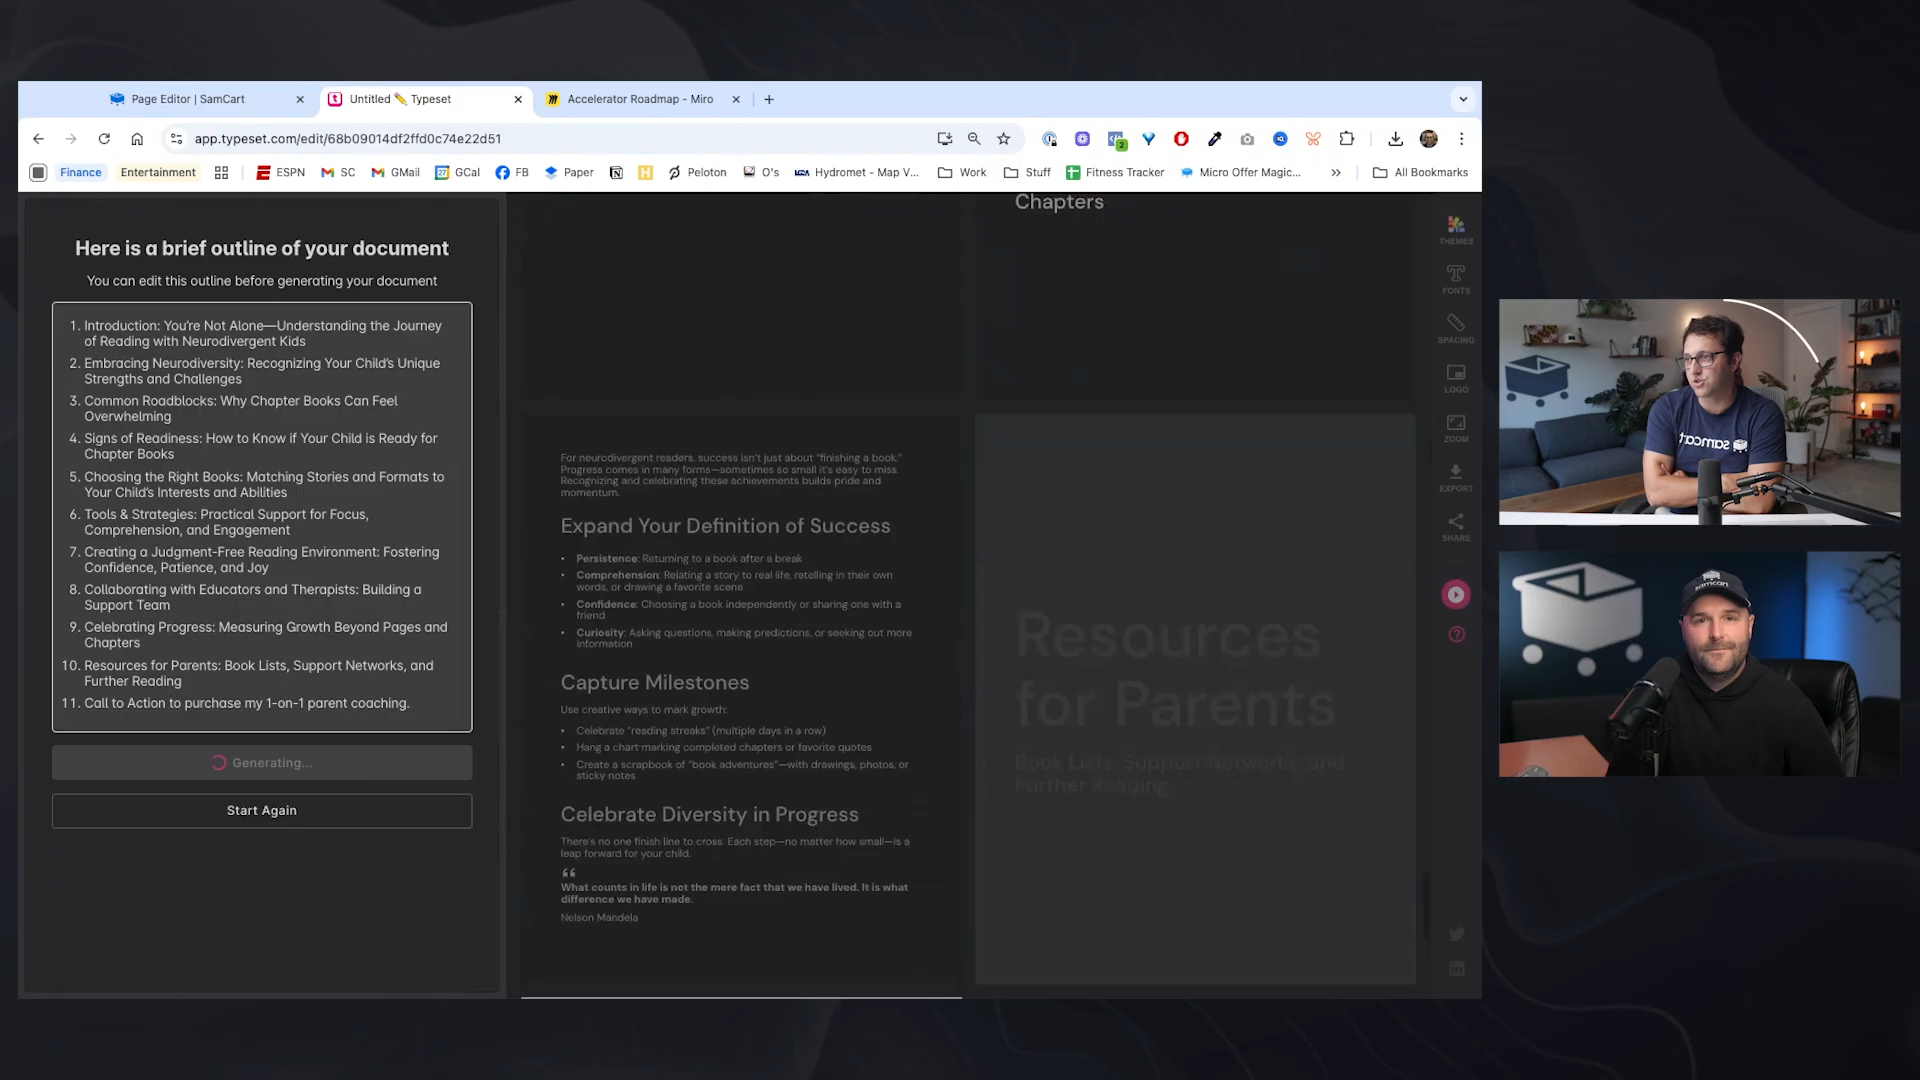 Page Editor | SamCart
Untitled ✏️ Typeset
Accelerator Roadmap - Miro
app.typeset.com/edit/68b09014df2ffd0c74e22d51
2
Finance
Entertainment
ESPN
SC
GMail
GCal
FB
Paper
Peloton
O's
Hydromet - Map V...
Work
Stuff
Fitness Tracker
Micro Offer Magic...
»
All Bookmarks
Here is a brief outline of your document
You can edit this outline before generating your document
1. Introduction: You're Not Alone—Understanding the Journey
of Reading with Neurodivergent Kids
2. Embracing Neurodiversity: Recognizing Your Child's Unique
Strengths and Challenges
3. Common Roadblocks: Why Chapter Books Can Feel
Overwhelming
4. Signs of Readiness: How to Know if Your Child is Ready for
Chapter Books
5. Choosing the Right Books: Matching Stories and Formats to
Your Child's Interests and Abilities
6. Tools & Strategies: Practical Support for Focus,
Comprehension, and Engagement
7. Creating a Judgment-Free Reading Environment: Fostering
Confidence, Patience, and Joy
8. Collaborating with Educators and Therapists: Building a
Support Team
9. Celebrating Progress: Measuring Growth Beyond Pages and
Chapters
10. Resources for Parents: Book Lists, Support Networks, and
Further Reading
11. Call to Action to purchase my 1-on-1 parent coaching.
Generating...
Start Again
Chapters
For neurodivergent readers, success isn't just about "finishing a book."
Progress comes in many forms—sometimes so small it's easy to miss.
Recognizing and celebrating these achievements builds pride and
momentum.
Expand Your Definition of Success
• Persistence: Returning to a book after a break
• Comprehension: Relating a story to real life, retelling in their own
words, or drawing a favorite scene
• Confidence: Choosing a book independently or sharing one with a
friend
• Curiosity: Asking questions, making predictions, or seeking out more
information
Capture Milestones
Use creative ways to mark growth:
• Celebrate "reading streaks" (multiple days in a row)
• Hang a chart marking completed chapters or favorite quotes
• Create a scrapbook of "book adventures"—with drawings, photos, or
sticky notes
Celebrate Diversity in Progress
There's no one finish line to cross. Each step—no matter how small—is a
leap forward for your child.
“
What counts in life is not the mere fact that we have lived. It is what
difference we have made.
Nelson Mandela
Resources
for Parents
Book Lists, Support Networks, and
Further Reading
THEMES
FONTS
SPACING
LOGO
ZOOM
EXPORT
SHARE
samcart
samcart